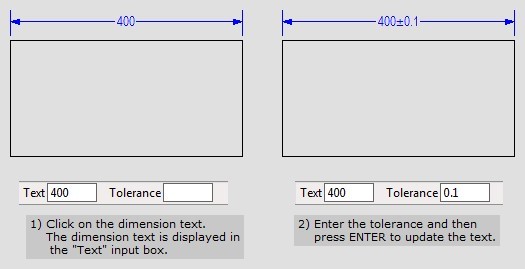 400
400±0.1
Text 400 Tolerance
Text 400 Tolerance 0.1
1) Click on the dimension text.
The dimension text is displayed in
the "Text" input box.
2) Enter the tolerance and then
press ENTER to update the text.